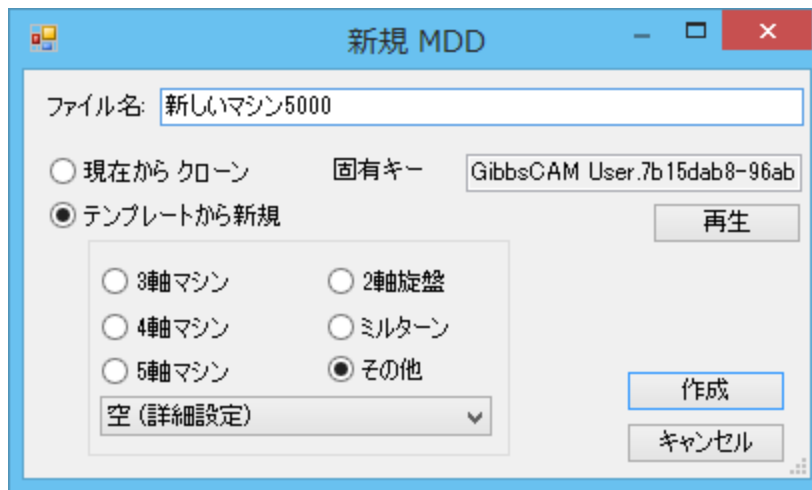 新規 MDD
ファイル名: 新しいマシン5000
現在から クローン 固有キー GibbsCAM User.7b15dab8-96ab
テンプレートから新規 再生
3軸マシン 2軸旋盤
4軸マシン ミルターン
5軸マシン その他
空 (詳細設定)
作成
キャンセル